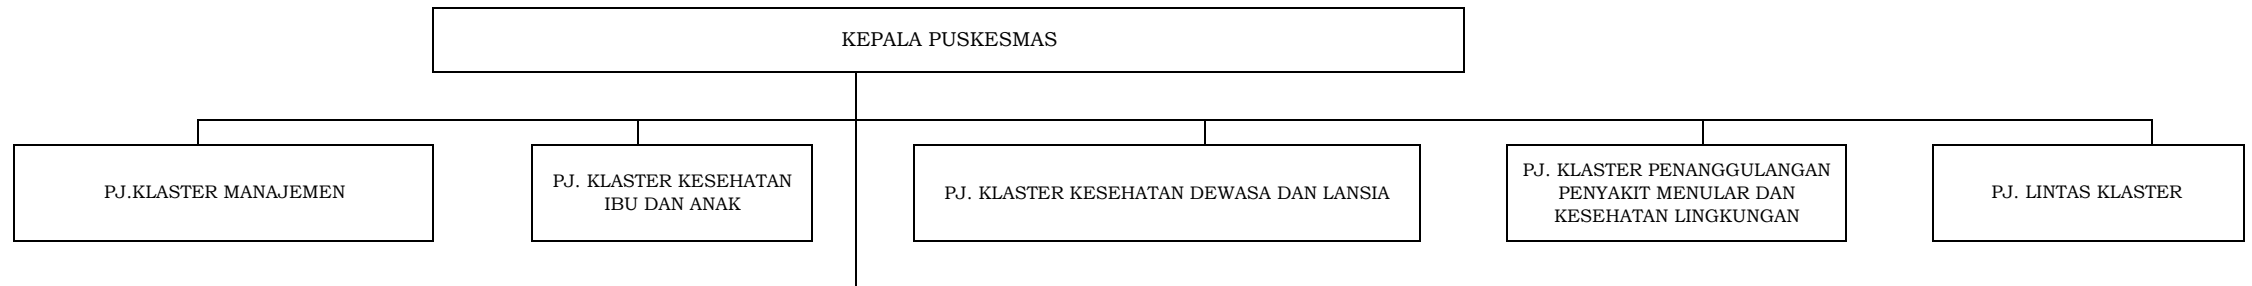 KEPALA PUSKESMAS
PJ.KLASTER MANAJEMEN
PJ. KLASTER KESEHATAN
IBU DAN ANAK
PJ. KLASTER KESEHATAN DEWASA DAN LANSIA
PJ. KLASTER PENANGGULANGAN
PENYAKIT MENULAR DAN
KESEHATAN LINGKUNGAN
PJ. LINTAS KLASTER